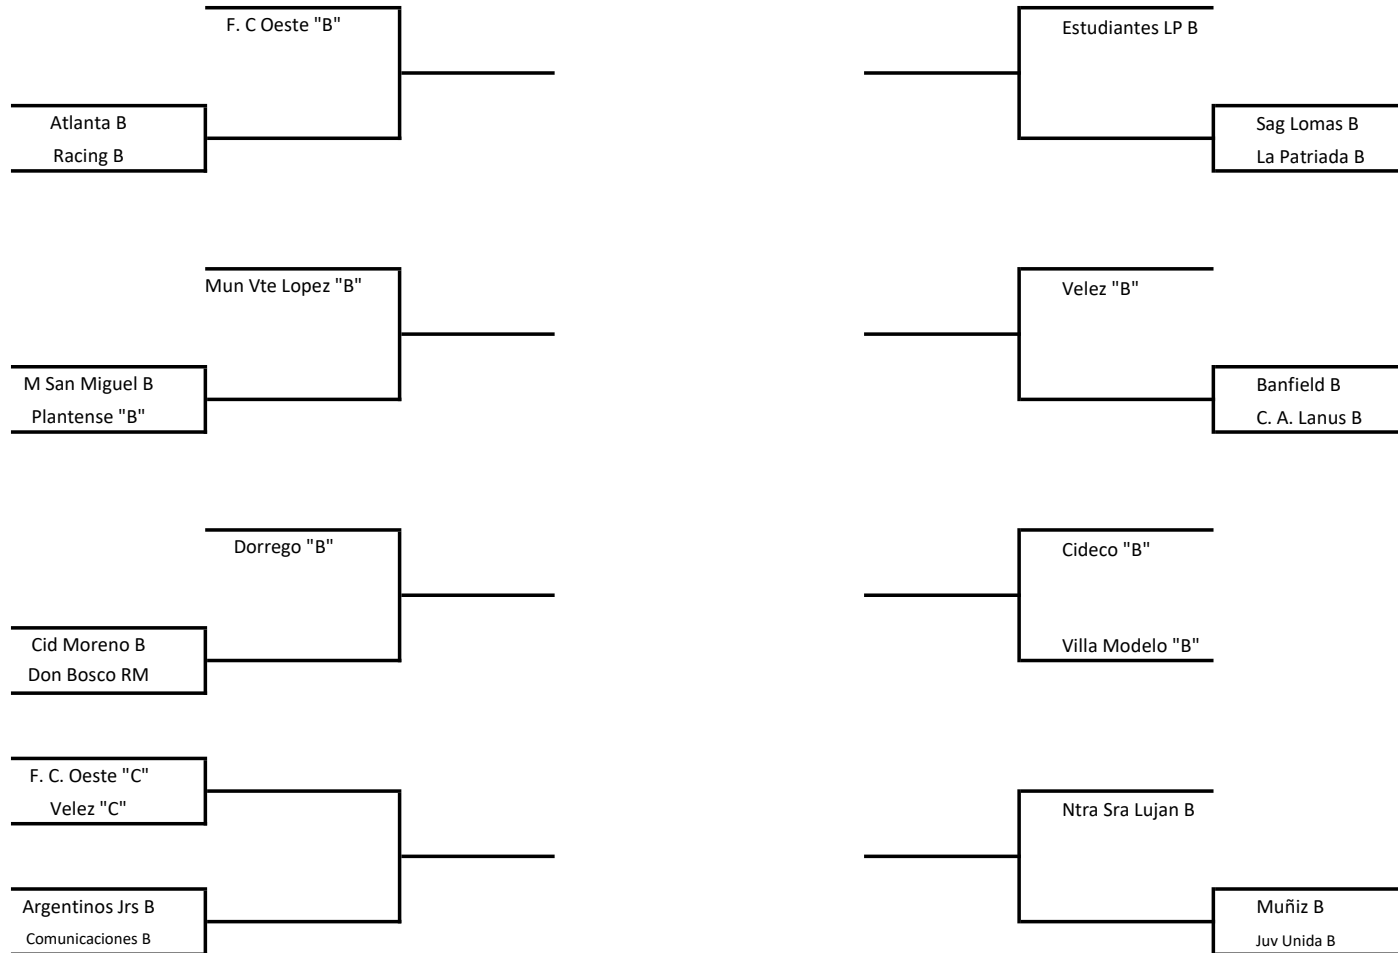 F. C Oeste "B"
Atlanta B
Racing B
Mun Vte Lopez "B"
M San Miguel B
Plantense "B"
Dorrego "B"
Cid Moreno B
Don Bosco RM
F. C. Oeste "C"
Velez "C"
Argentinos Jrs B
Comunicaciones B
Estudiantes LP B
Sag Lomas B
La Patriada B
Velez "B"
Banfield B
C. A. Lanus B
Cideco "B"
Villa Modelo "B"
Ntra Sra Lujan B
Muñiz B
Juv Unida B